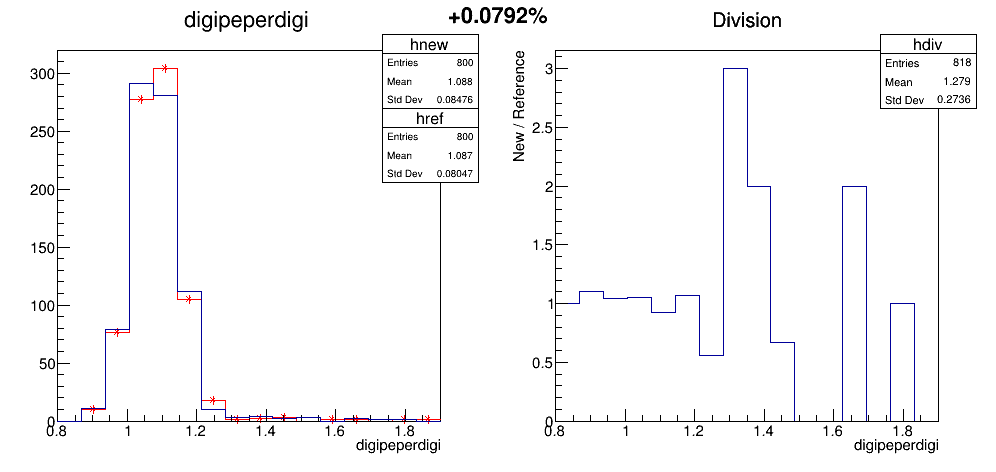 digipeperdigi
+0.0792%
Division
hnew
Entries 800
Mean 1.088
Std Dev 0.08476
href
Entries 800
Mean 1.087
Std Dev 0.08047
300
250
200
150
100
50
0
0.8 1 1.2 1.4 1.6 1.8
digipeperdigi
hdiv
Entries 818
Mean 1.279
Std Dev 0.2736
New / Reference
3
2.5
2
1.5
1
0.5
0
0.8 1 1.2 1.4 1.6 1.8
digipeperdigi